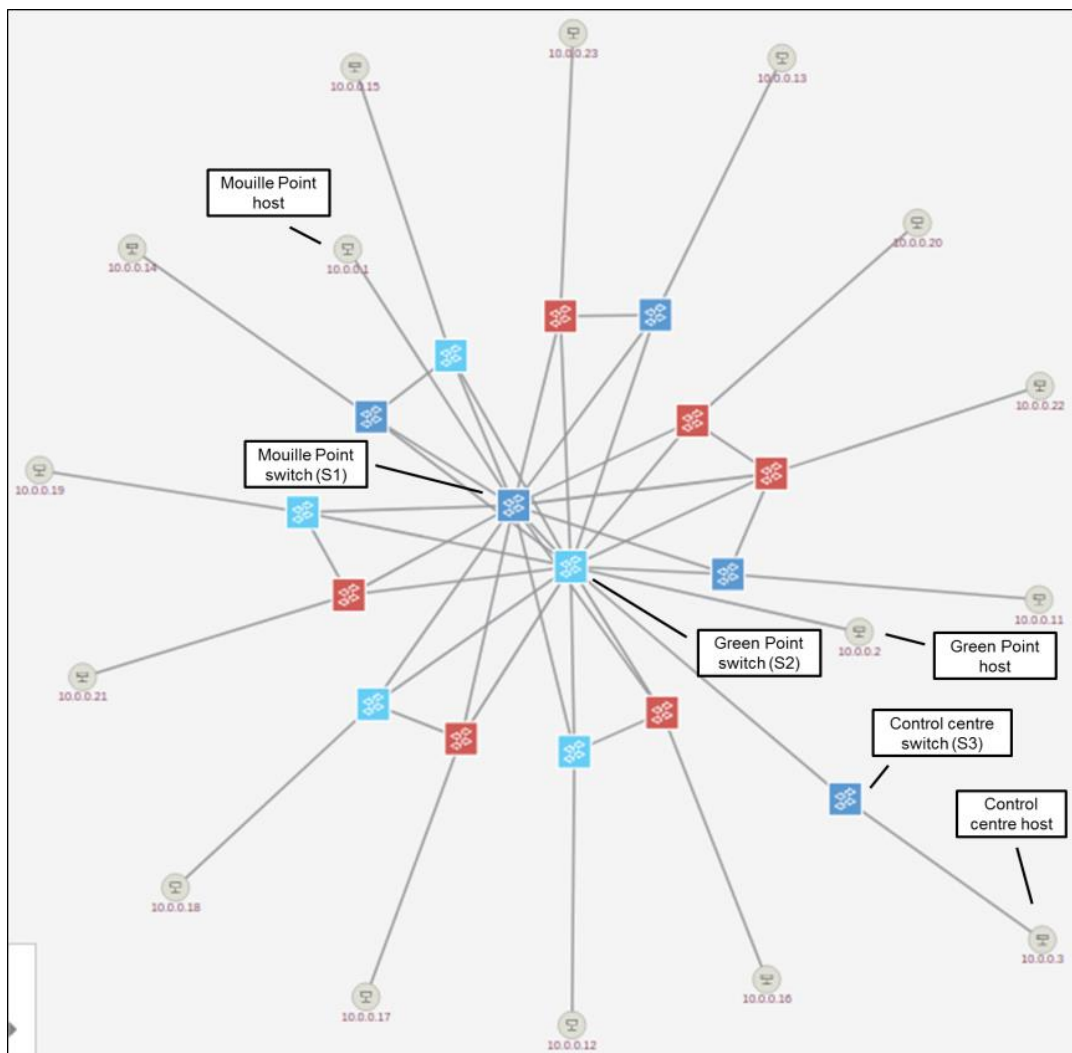 10.0.0.23
10.0.0.13
10.0.0.15
Mouille Point
host
10.0.0.20
10.0.0.14
10.0.0.1
10.0.0.22
Mouille Point
switch (S1)
10.0.0.19
10.0.0.11
Green Point
switch (S2)
10.0.0.2
Green Point
host
10.0.0.21
Control centre
switch (S3)
Control
centre host
10.0.0.18
10.0.0.3
10.0.0.16
10.0.0.17
10.0.0.12